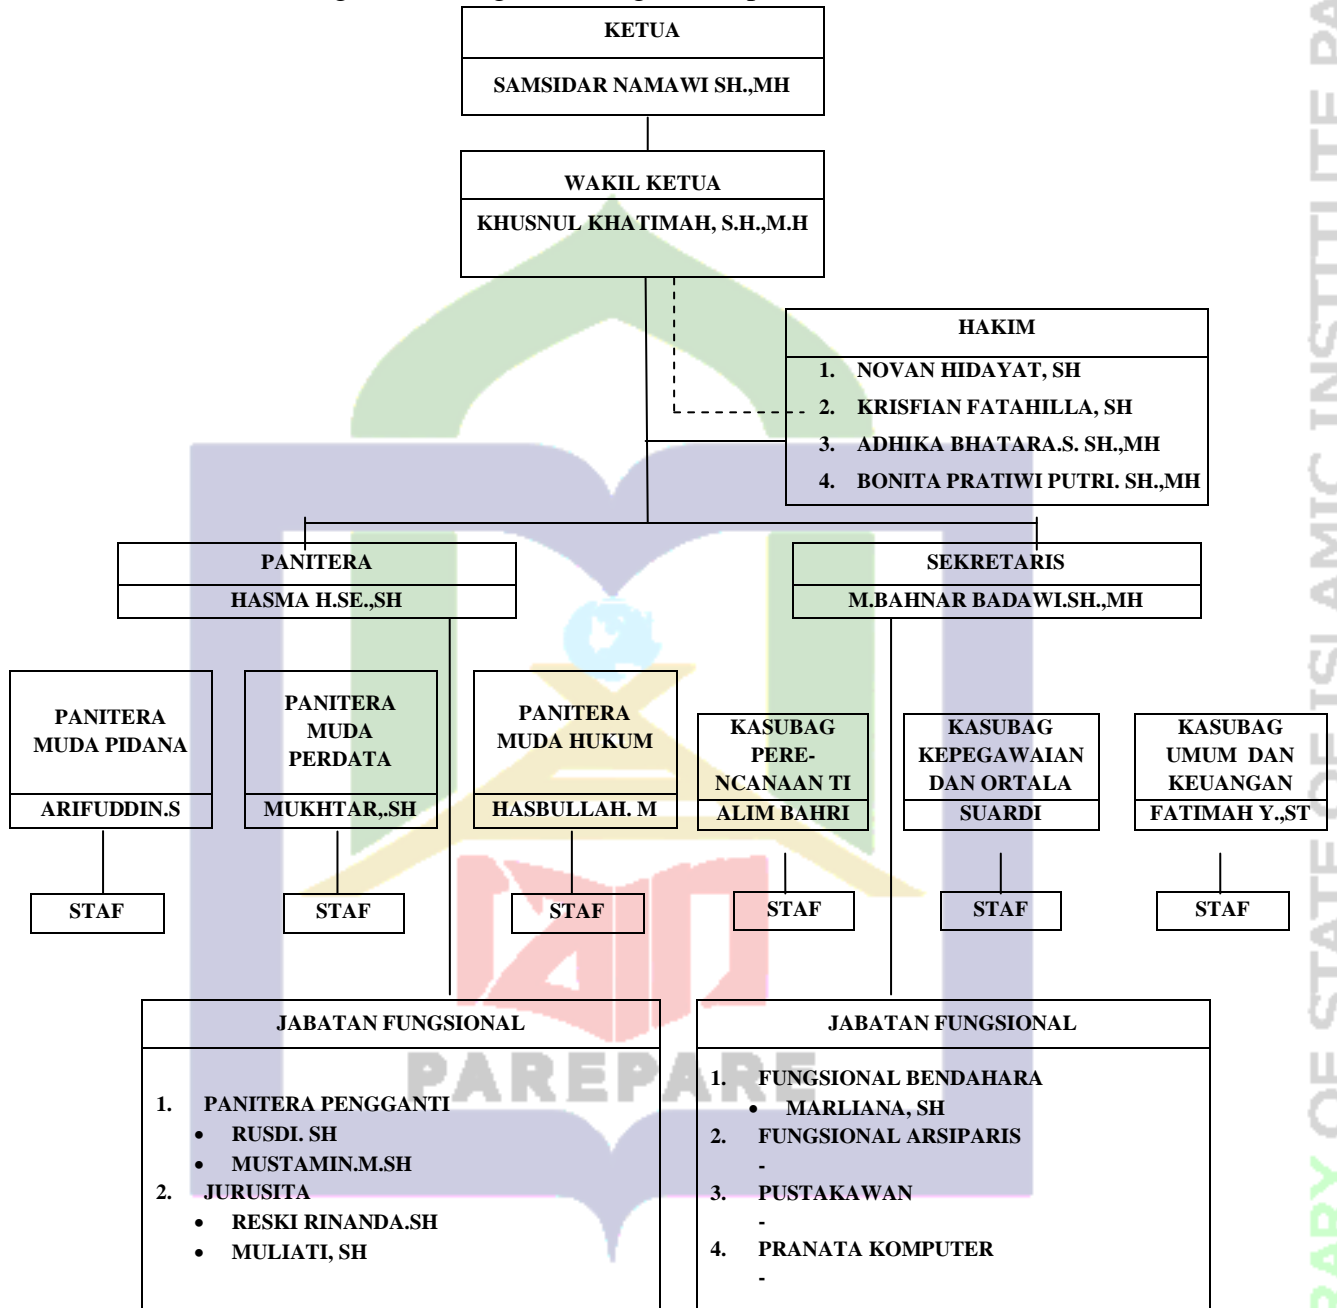 KETUA
SAMSIDAR NAMAWI SH.,MH
WAKIL KETUA
KHUSNUL KHATIMAH, S.H.,M.H
HAKIM
1. NOVAN HIDAYAT, SH
2. KRISFIAN FATAHILLA, SH
3. ADHIKA BHATARA.S. SH.,MH
4. BONITA PRATIWI PUTRI. SH.,MH
PANITERA
HASMA H.SE.,SH
SEKRETARIS
M.BAHNAR BADAWI.SH.,MH
PANITERA
MUDA PIDANA
ARIFUDDIN.S
STAF
PANITERA
MUDA
PERDATA
MUKHTAR,.SH
STAF
PANITERA
MUDA HUKUM
HASBULLAH. M
STAF
KASUBAG
PERE-
NCANAAN TI
ALIM BAHRI
STAF
KASUBAG
KEPEGAWAIAN
DAN ORTALA
SUARDI
STAF
KASUBAG
UMUM DAN
KEUANGAN
FATIMAH Y.,ST
STAF
JABATAN FUNGSIONAL
1. PANITERA PENGGANTI
• RUSDI. SH
• MUSTAMIN.M.SH
2. JURUSITA
• RESKI RINANDA.SH
• MULIATI, SH
JABATAN FUNGSIONAL
1. FUNGSIONAL BENDAHARA
• MARLIANA, SH
2. FUNGSIONAL ARSIPARIS
-
3. PUSTAKAWAN
-
4. PRANATA KOMPUTER
-
PAREPARE
OF STATE OF ISLAMIC INSTITUTE